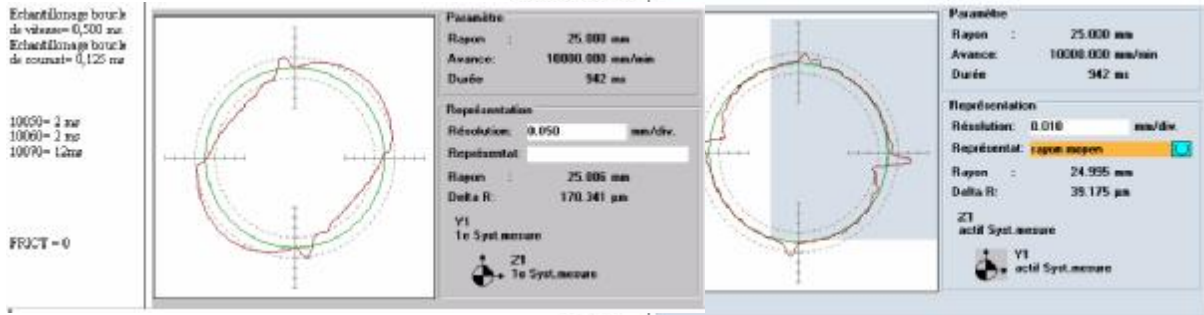 Echantillonage boucle
de vitesse= 0,500 ms
Echantillonage boucle
de courant= 0,125 ms
10050= 2 ms
10060= 2 ms
10070= 12ms
FRICT = 0
Paramètre
Rayon : 25.000 mm
Avance: 10000.000 mm/min
Durée 942 ms
Représentation
Résolution: 0.050 mm/div.
Représentat:
Rayon : 25.006 mm
Delta R: 170.341 µm
Y1
1e Syst.mesure
Z1
1e Syst.mesure
Paramètre
Rayon : 25.000 mm
Avance: 10000.000 mm/min
Durée 942 ms
Représentation
Résolution: 0.010 mm/div.
Représentat: rayon moyen
Rayon : 24.995 mm
Delta R: 39.175 µm
Z1
actif Syst.mesure
Y1
actif Syst.mesure